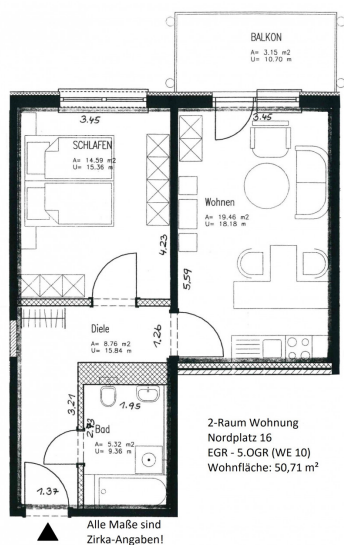 BALKON
A= 3.15 m2
U= 10.70 m
3.45
3.45
SCHLAFEN
A= 14.59 m2
U= 15.36 m
Wohnen
A= 19.46 m2
U= 18.18 m
4.23
5.59
Diele
A= 8.76 m2
U= 15.84 m
1.26
3.21
1.95
2.73
Bad
A= 5.32 m2
U= 9.36 m
1.37
2-Raum Wohnung
Nordplatz 16
EGR - 5.OGR (WE 10)
Wohnfläche: 50,71 m²
Alle Maße sind
Zirka-Angaben!